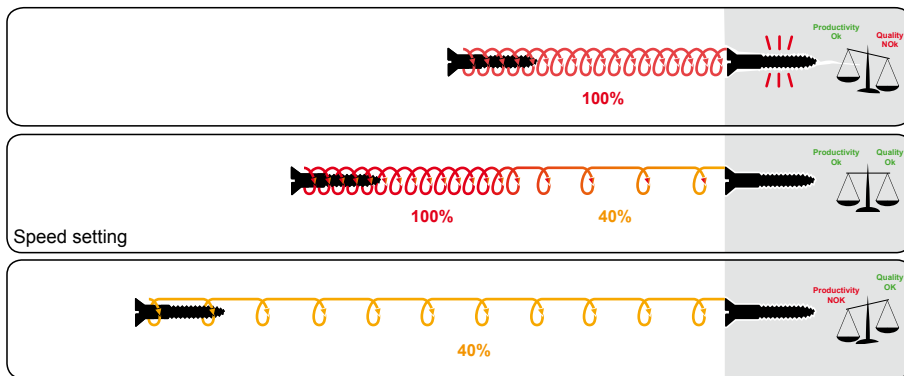 Productivity
Ok
Quality
NOk
100%
Productivity
Ok
Quality
Ok
100%
40%
Speed setting
Productivity
NOK
Quality
OK
40%